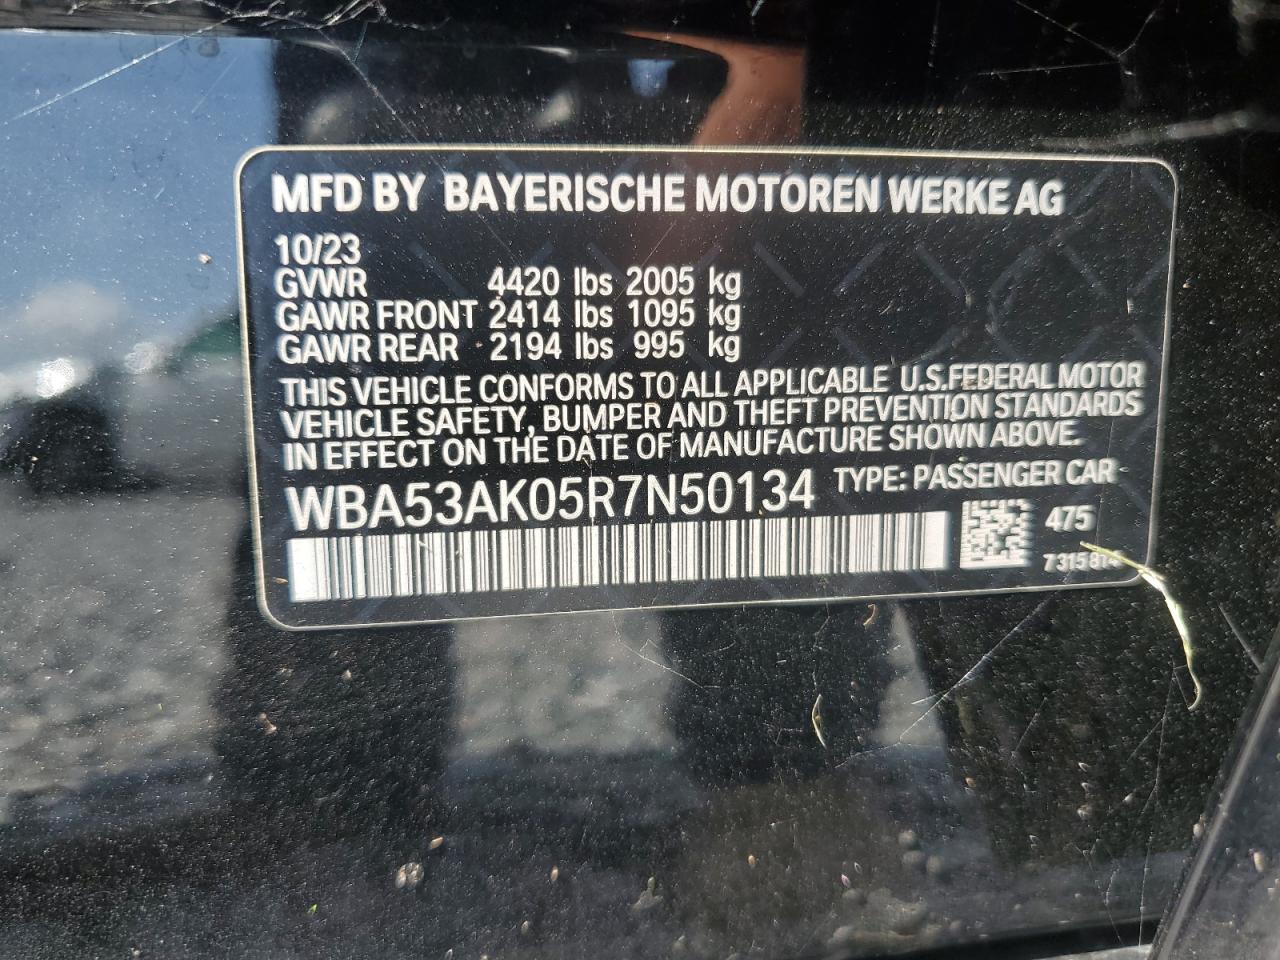 MFD BY BAYERISCHE MOTOREN WERKE AG
10/23
GVWR 4420 lbs 2005 kg
GAWR FRONT 2414 lbs 1095 kg
GAWR REAR 2194 lbs 995 kg
THIS VEHICLE CONFORMS TO ALL APPLICABLE U.S.FEDERAL MOTOR
VEHICLE SAFETY, BUMPER AND THEFT PREVENTION STANDARDS
IN EFFECT ON THE DATE OF MANUFACTURE SHOWN ABOVE.
WBA53AK05R7N50134 TYPE: PASSENGER CAR
475